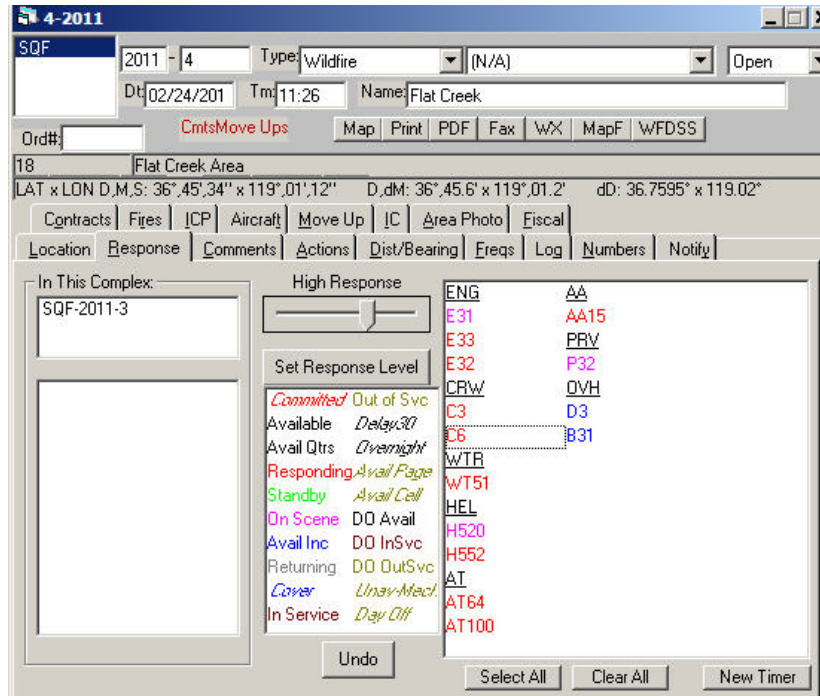 4-2011
SQF
2011 - 4 Type: Wildfire (N/A) Open
Dt: 02/24/201 Tm: 11:26 Name: Flat Creek
Ord#: CmtsMove Ups Map Print PDF Fax WX MapF WFDSS
18 Flat Creek Area
LAT x LON D,M,S: 36°,45',34'' x 119°,01',12'' D,dM: 36°,45.6' x 119°,01.2' dD: 36.7595° x 119.02°
Contracts Fires ICP Aircraft Move Up IC Area Photo Fiscal
Location Response Comments Actions Dist/Bearing Freqs Log Numbers Notify
In This Complex:
SQF-2011-3
High Response
Set Response Level
Committed Out of Svc
Available Delay30
Avail Qtrs Overnight
Responding Avail Page
Standby Avail Cell
On Scene DO Avail
Avail Inc DO InSvc
Returning DO OutSvc
Cover Unav-Mecl.
In Service Day Off
Undo
ENG AA
E31 AA15
E33 PRV
E32 P32
CRW OVH
C3 D3
C6 B31
WTR
WT51
HEL
H520
H552
AT
AT64
AT100
Select All Clear All New Timer